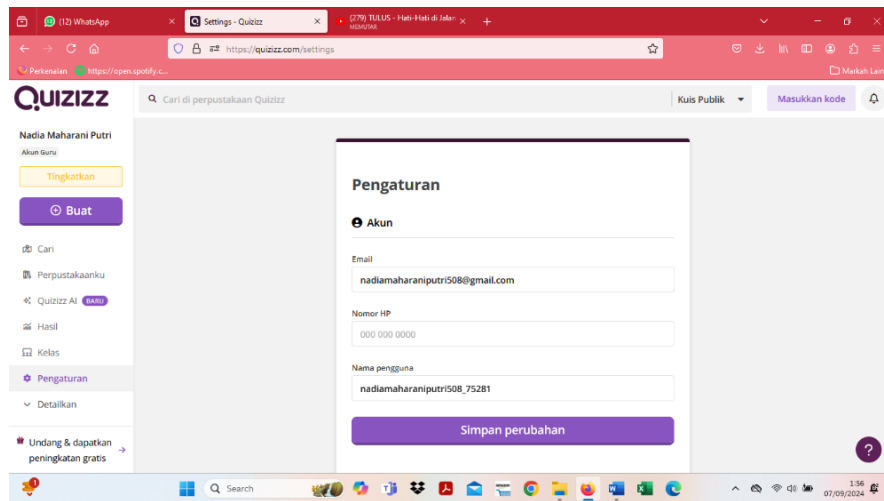 (12) WhatsApp
Settings - Quizizz
(279) TULUS - Hati-Hati di Jalan
MEMUTAR
https://quizizz.com/settings
Perkenalan
https://open.spotify.c...
Markah Lain
QUIZIZZ
Cari di perpustakaan Quizizz
Kuis Publik
Masukkan kode
Nadia Maharani Putri
Akun Guru
Tingkatkan
Buat
Cari
Perpustakaanku
Quizizz AI BARU
Hasil
Kelas
Pengaturan
Detailkan
Undang & dapatkan
peningkatan gratis
Pengaturan
Akun
Email
nadiamaharaniputri508@gmail.com
Nomor HP
000 000 0000
Nama pengguna
nadiamaharaniputri508_75281
Simpan perubahan
?
Search
1:56
07/09/2024